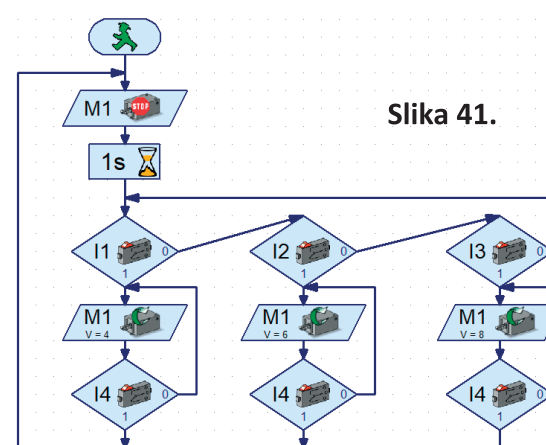 Slika 41.
M1 STOP
1s
I1 0 I2 0 I3 0
1 1 1
M1 M1 M1
V = 4 V = 6 V = 8
I4 0 I4 0 I4 0
1 1 1